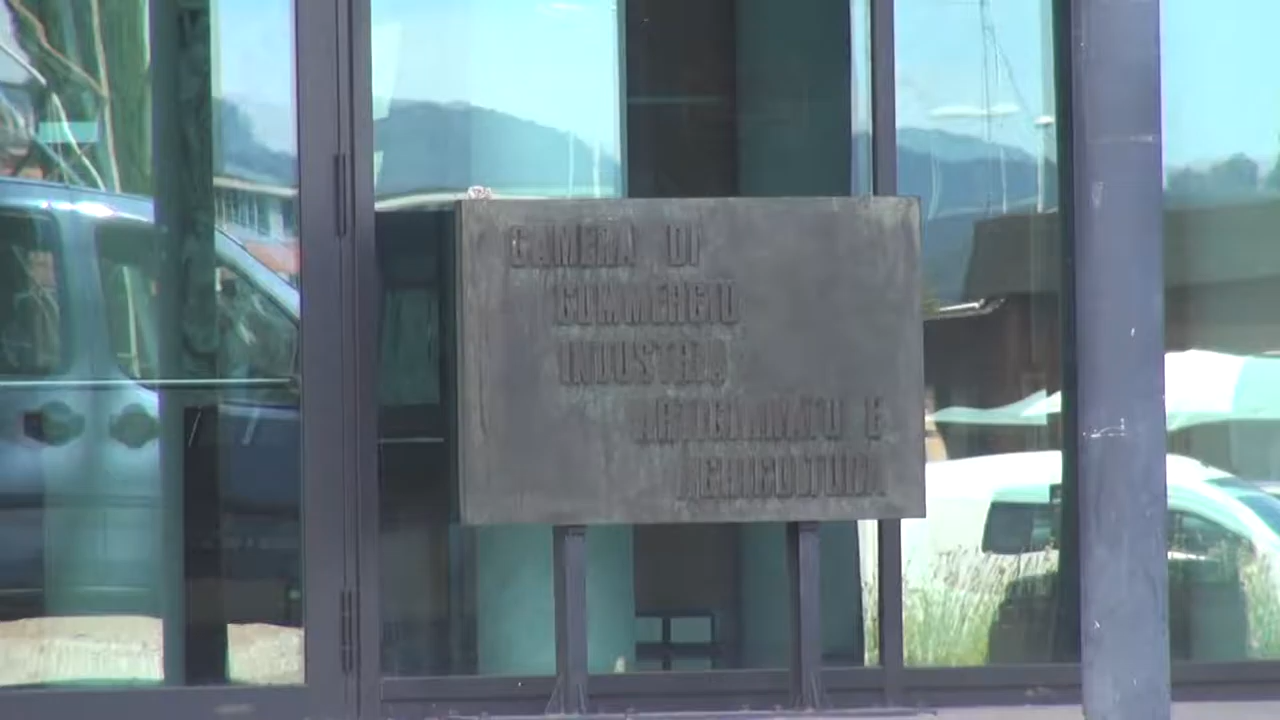 CAMERA DI
COMMERCIO
INDUSTRIA
ARTIGIANATO E
AGRICOLTURA